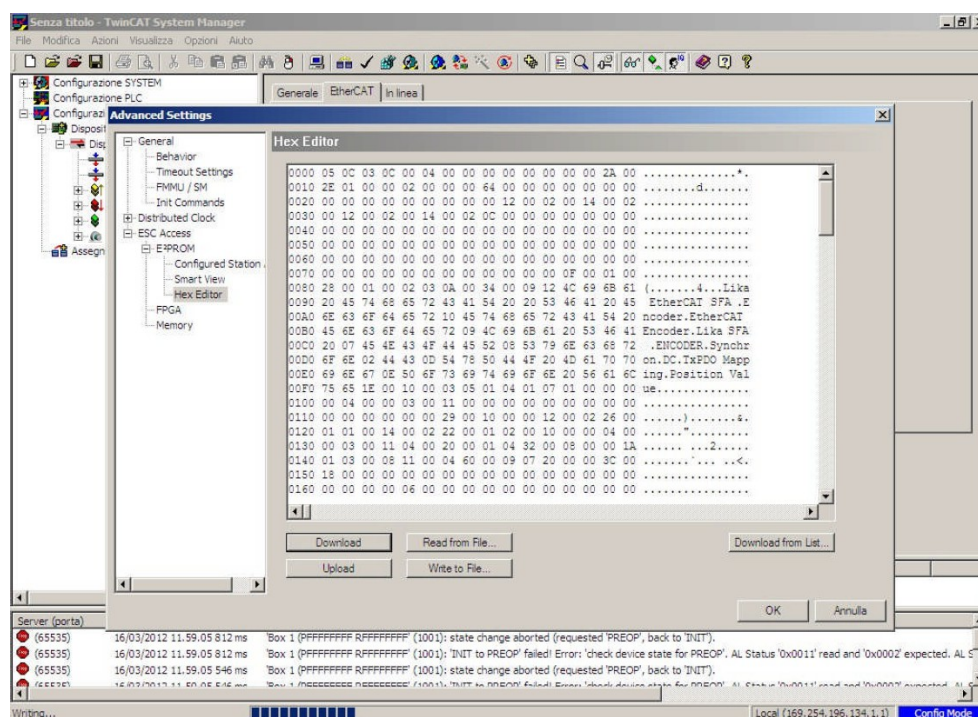 Senza titolo - TwinCAT System Manager
File Modifica Azioni Visualizza Opzioni Aiuto
Configurazione SYSTEM
Configurazione PLC
Generale EtherCAT In linea
Advanced Settings
General
Behavior
Timeout Settings
FMMU / SM
Init Commands
Distributed Clock
ESC Access
E²PROM
Configured Station
Smart View
Hex Editor
FPGA
Memory
Hex Editor
0000 05 0C 03 0C 00 04 00 00 00 00 00 00 00 00 2A 00 ..............*.
0010 2E 01 00 00 02 00 00 00 64 00 00 00 00 00 00 00 ........d.......
0020 00 00 00 00 00 00 00 00 00 12 00 02 00 14 00 02 ................
0030 00 12 00 02 00 14 00 02 0C 00 00 00 00 00 00 00 ................
0040 00 00 00 00 00 00 00 00 00 00 00 00 00 00 00 00 ................
0050 00 00 00 00 00 00 00 00 00 00 00 00 00 00 00 00 ................
0060 00 00 00 00 00 00 00 00 00 00 00 00 00 00 00 00 ................
0070 00 00 00 00 00 00 00 00 00 00 00 00 0F 00 01 00 ................
0080 28 00 01 00 02 03 0A 00 34 00 09 12 4C 69 6B 61 (.......4...Lika
0090 20 45 74 68 65 72 43 41 54 20 20 53 46 41 20 45 EtherCAT SFA .E
00A0 6E 63 6F 64 65 72 10 45 74 68 65 72 43 41 54 20 ncoder.EtherCAT
00B0 45 6E 63 6F 64 65 72 09 4C 69 6B 61 20 53 46 41 Encoder.Lika SFA
00C0 20 07 45 4E 43 4F 44 45 52 08 53 79 6E 63 68 72 .ENCODER.Synchr
00D0 6F 6E 02 44 43 0D 54 78 50 44 4F 20 4D 61 70 70 on.DC.TxPDO Mapp
00E0 69 6E 67 0E 50 6F 73 69 74 69 6F 6E 20 56 61 6C ing.Position Val
00F0 75 65 1E 00 10 00 03 05 01 04 01 07 01 00 00 00 ue..............
0100 00 04 00 00 03 00 11 00 00 00 00 00 00 00 00 00 ................
0110 00 00 00 00 00 00 29 00 10 00 00 12 00 02 26 00 ......).......&.
0120 01 01 00 14 00 02 22 00 01 02 00 10 00 00 04 00 ......".........
0130 00 03 00 11 04 00 20 00 01 04 32 00 08 00 00 1A ...... ...2.....
0140 01 03 00 08 11 00 04 60 00 09 07 20 00 00 3C 00 .......`... ..<.
0150 18 00 00 00 00 00 00 00 00 00 00 00 00 00 00 00 ................
0160 00 00 00 00 06 00 00 00 00 00 00 00 00 00 00 00 ................
Download Read from File... Download from List...
Upload Write to File...
OK Annulla
Server (porta)
(65535) 16/03/2012 11.59.05 812 ms 'Box 1 (PFFFFFFFF RFFFFFFFF' (1001): state change aborted (requested 'PREOP', back to 'INIT').
(65535) 16/03/2012 11.59.05 812 ms 'Box 1 (PFFFFFFFF RFFFFFFFF' (1001): 'INIT to PREOP' failed! Error: 'check device state for PREOP'. AL Status '0x0011' read and '0x0002' expected. AL S
(65535) 16/03/2012 11.59.05 546 ms 'Box 1 (PFFFFFFFF RFFFFFFFF' (1001): state change aborted (requested 'PREOP', back to 'INIT').
Writing... Local (169.254.196.134.1.1) Config Mode